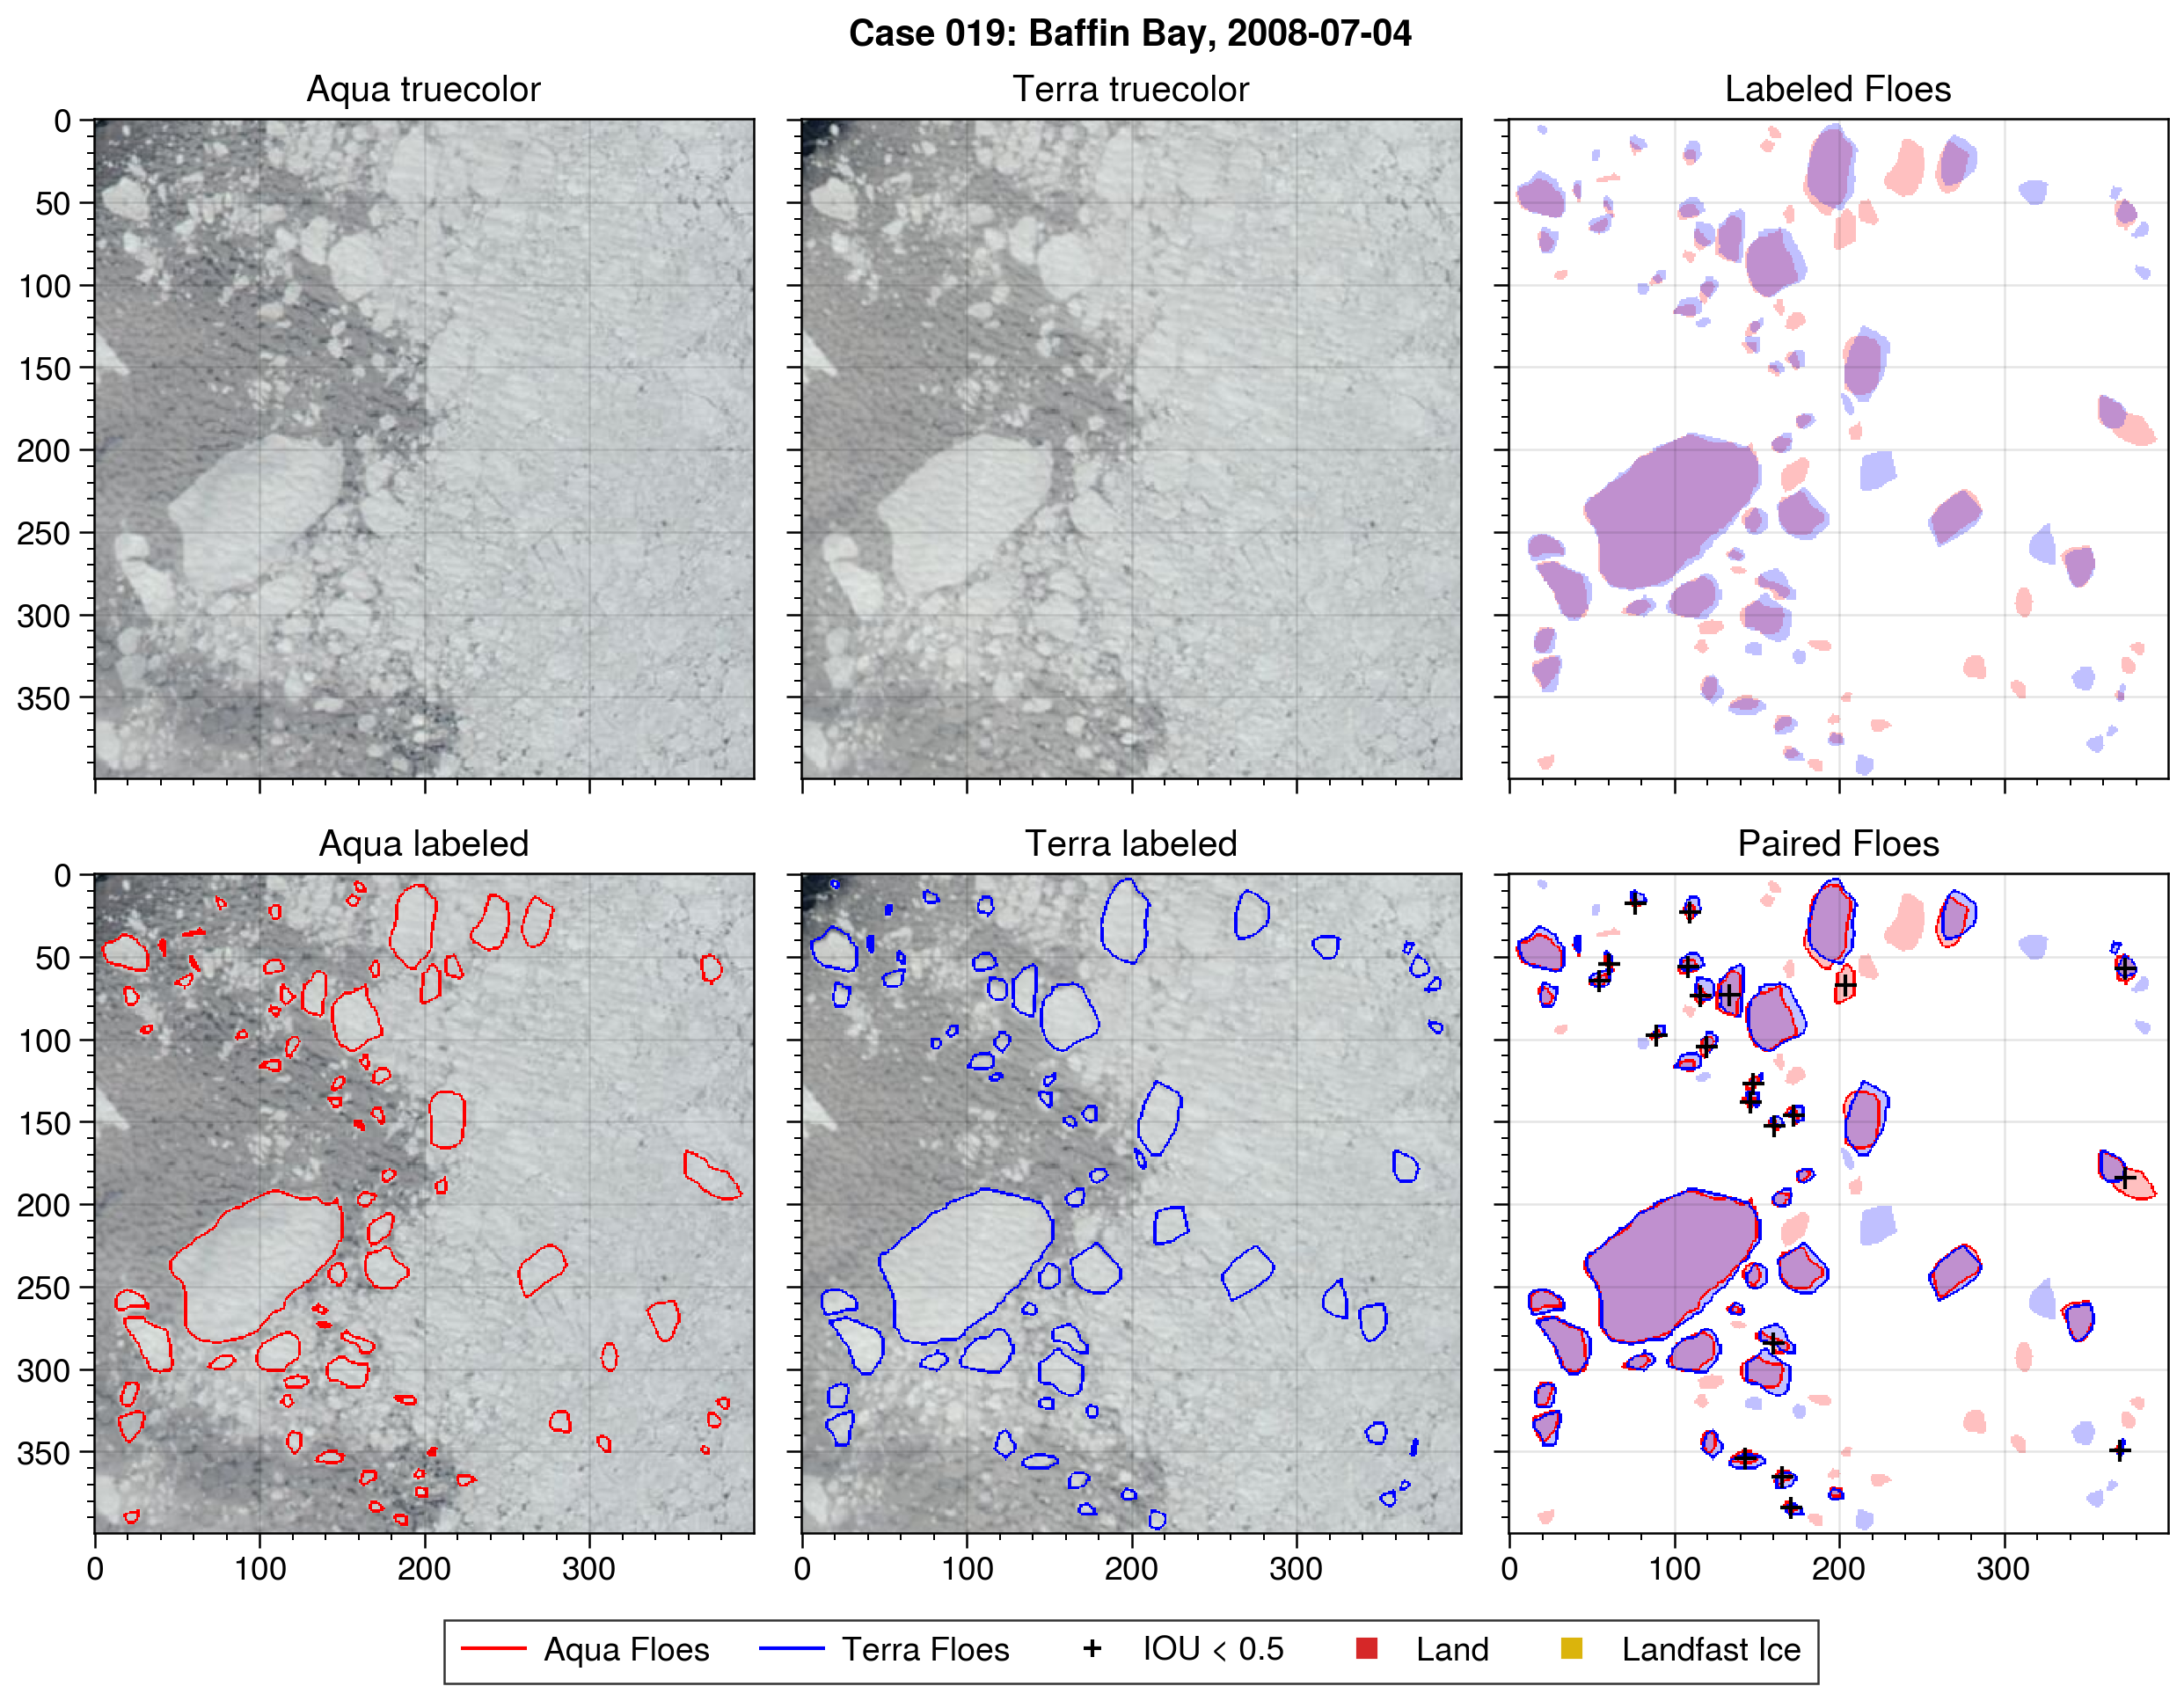 Case 019: Baffin Bay, 2008-07-04
Aqua truecolor
Terra truecolor
Labeled Floes
0
50
100
150
200
250
300
350
Aqua labeled
Terra labeled
Paired Floes
0
50
100
150
200
250
300
350
0 100 200 300
0 100 200 300
0 100 200 300
Aqua Floes
Terra Floes
+ IOU < 0.5
Land
Landfast Ice